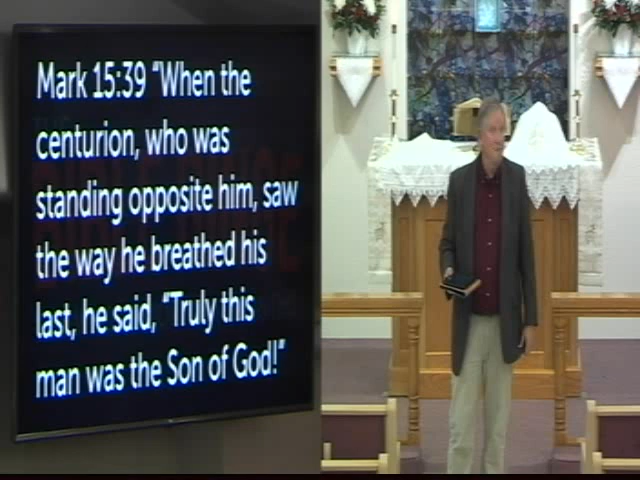 Mark 15:39 "When the
centurion, who was
standing opposite him, saw
the way he breathed his
last, he said, "Truly this
man was the Son of God!"